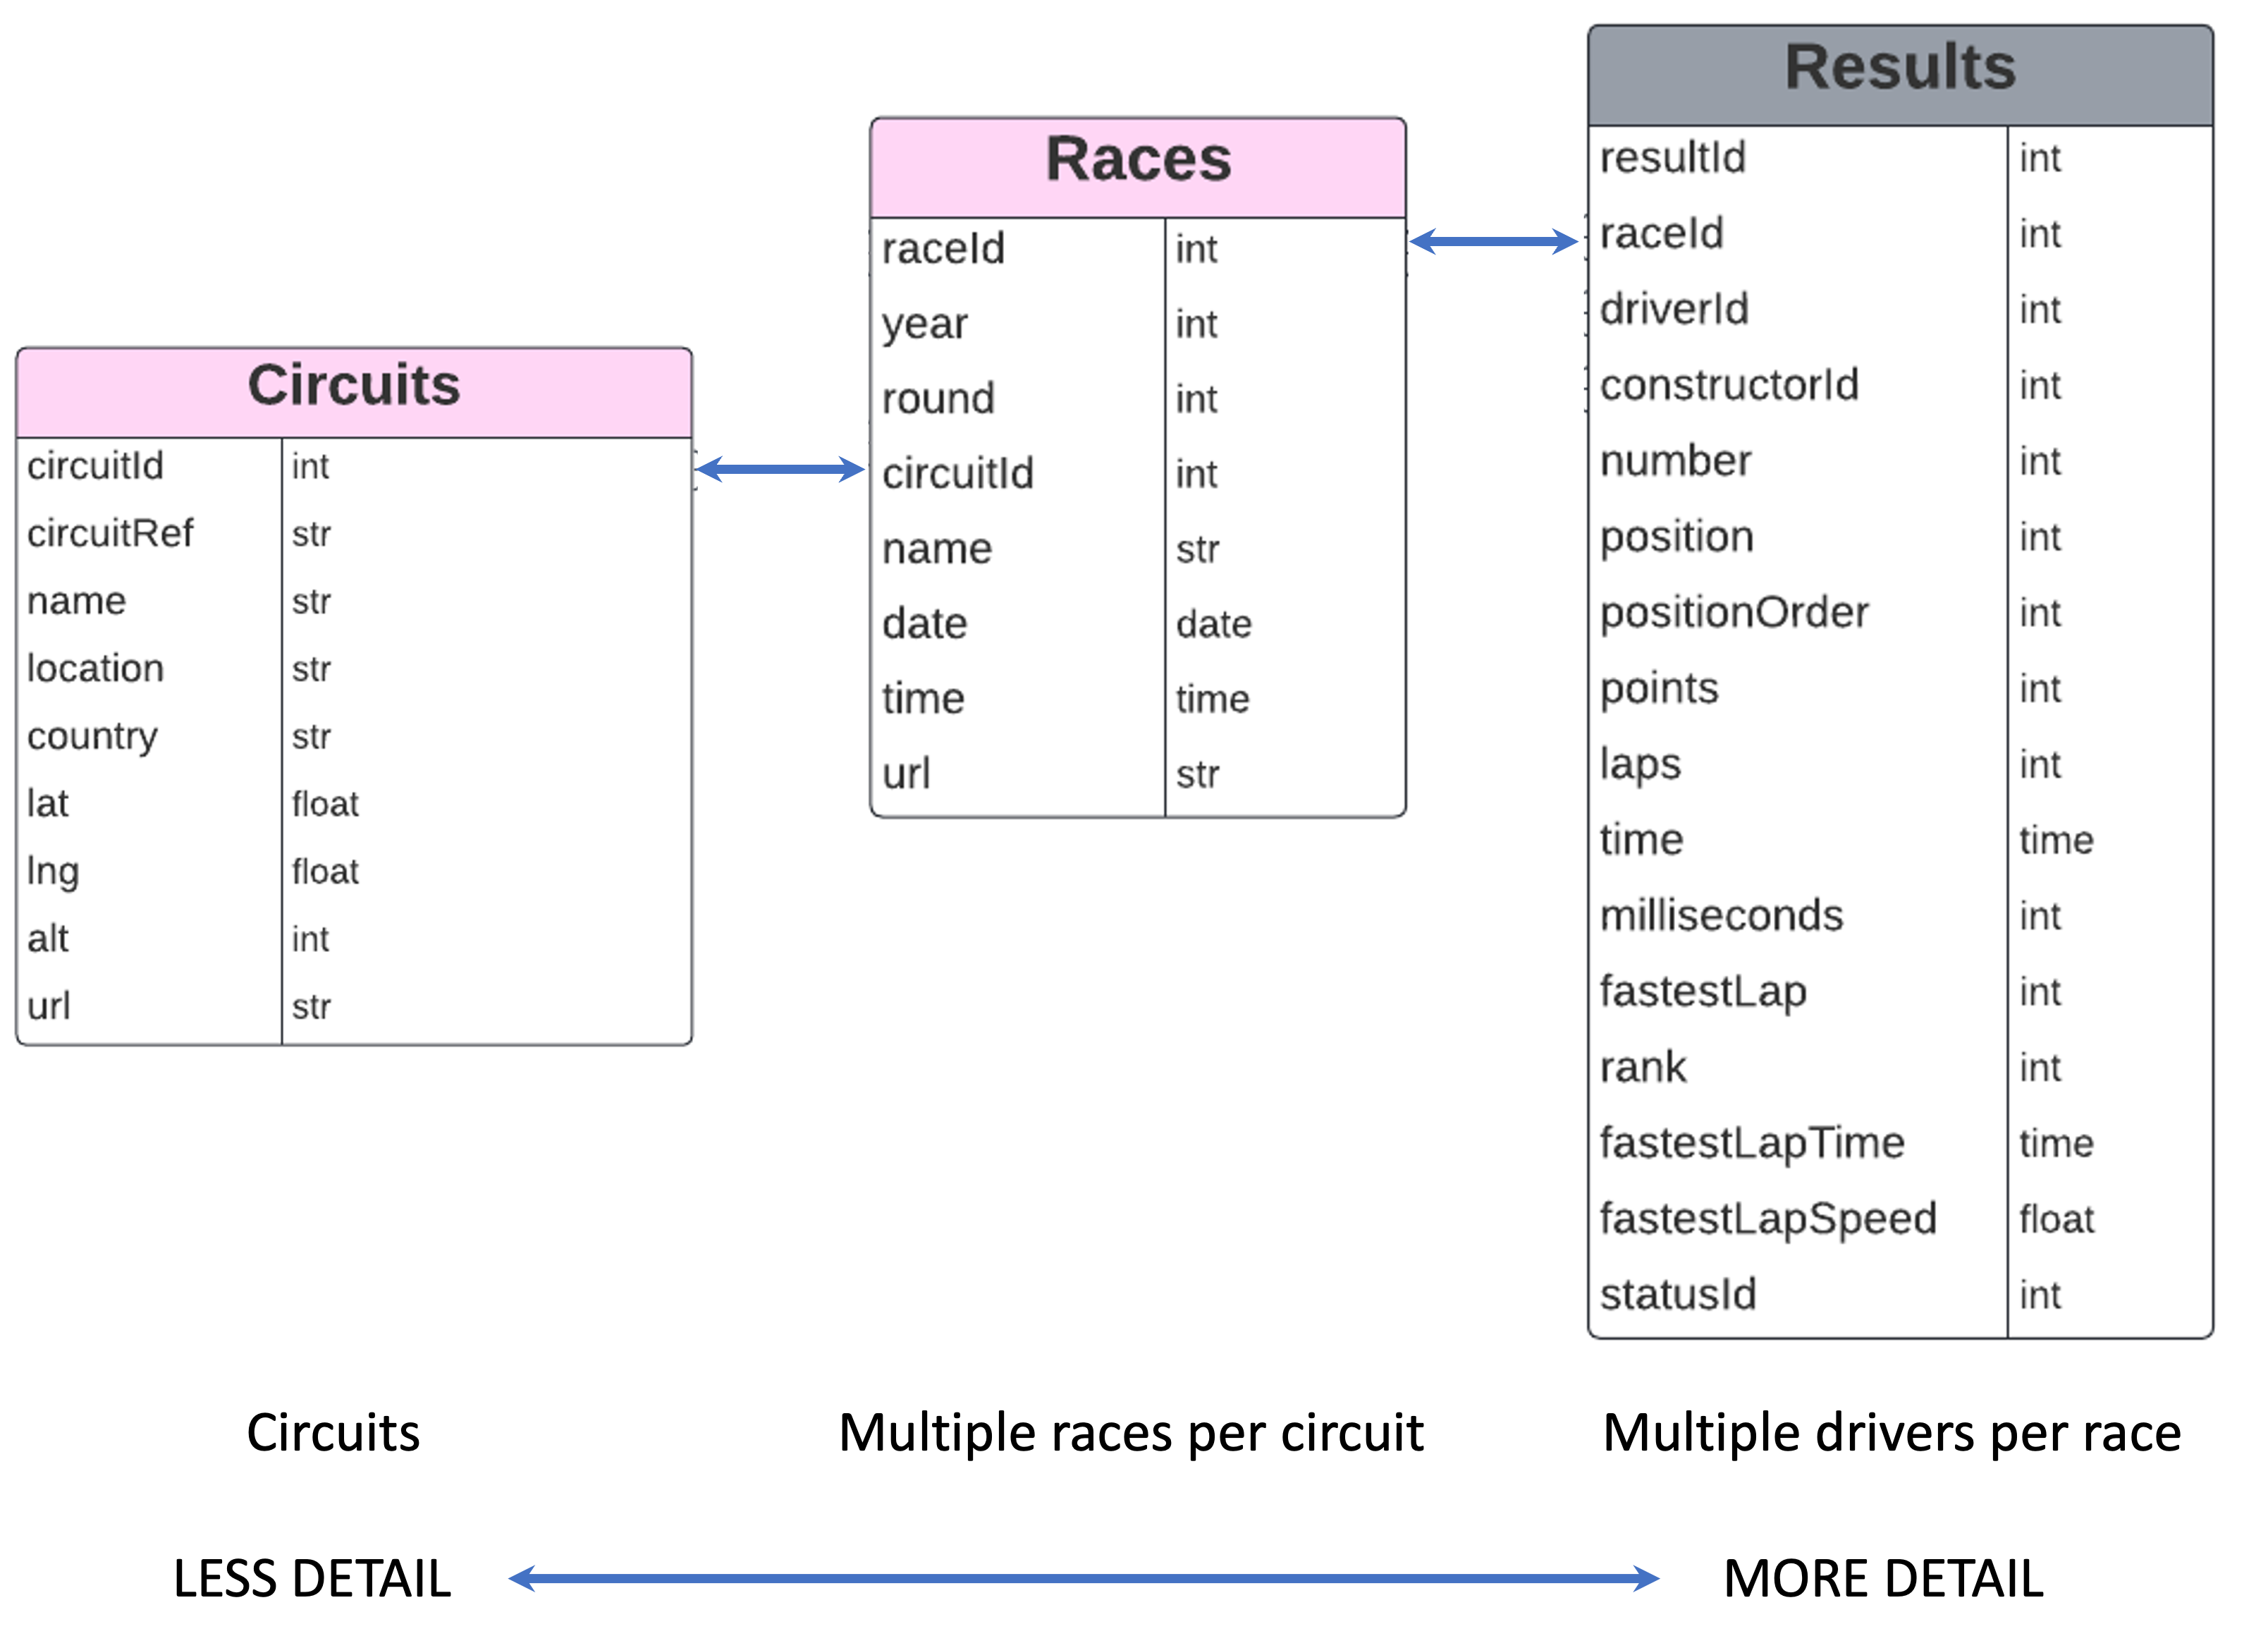 Circuits
circuitId int
circuitRef str
name str
location str
country str
lat float
lng float
alt int
url str
Races
raceId int
year int
round int
circuitId int
name str
date date
time time
url str
Results
resultId int
raceId int
driverId int
constructorId int
number int
position int
positionOrder int
points int
laps int
time time
milliseconds int
fastestLap int
rank int
fastestLapTime time
fastestLapSpeed float
statusId int
Circuits
Multiple races per circuit
Multiple drivers per race
LESS DETAIL
MORE DETAIL